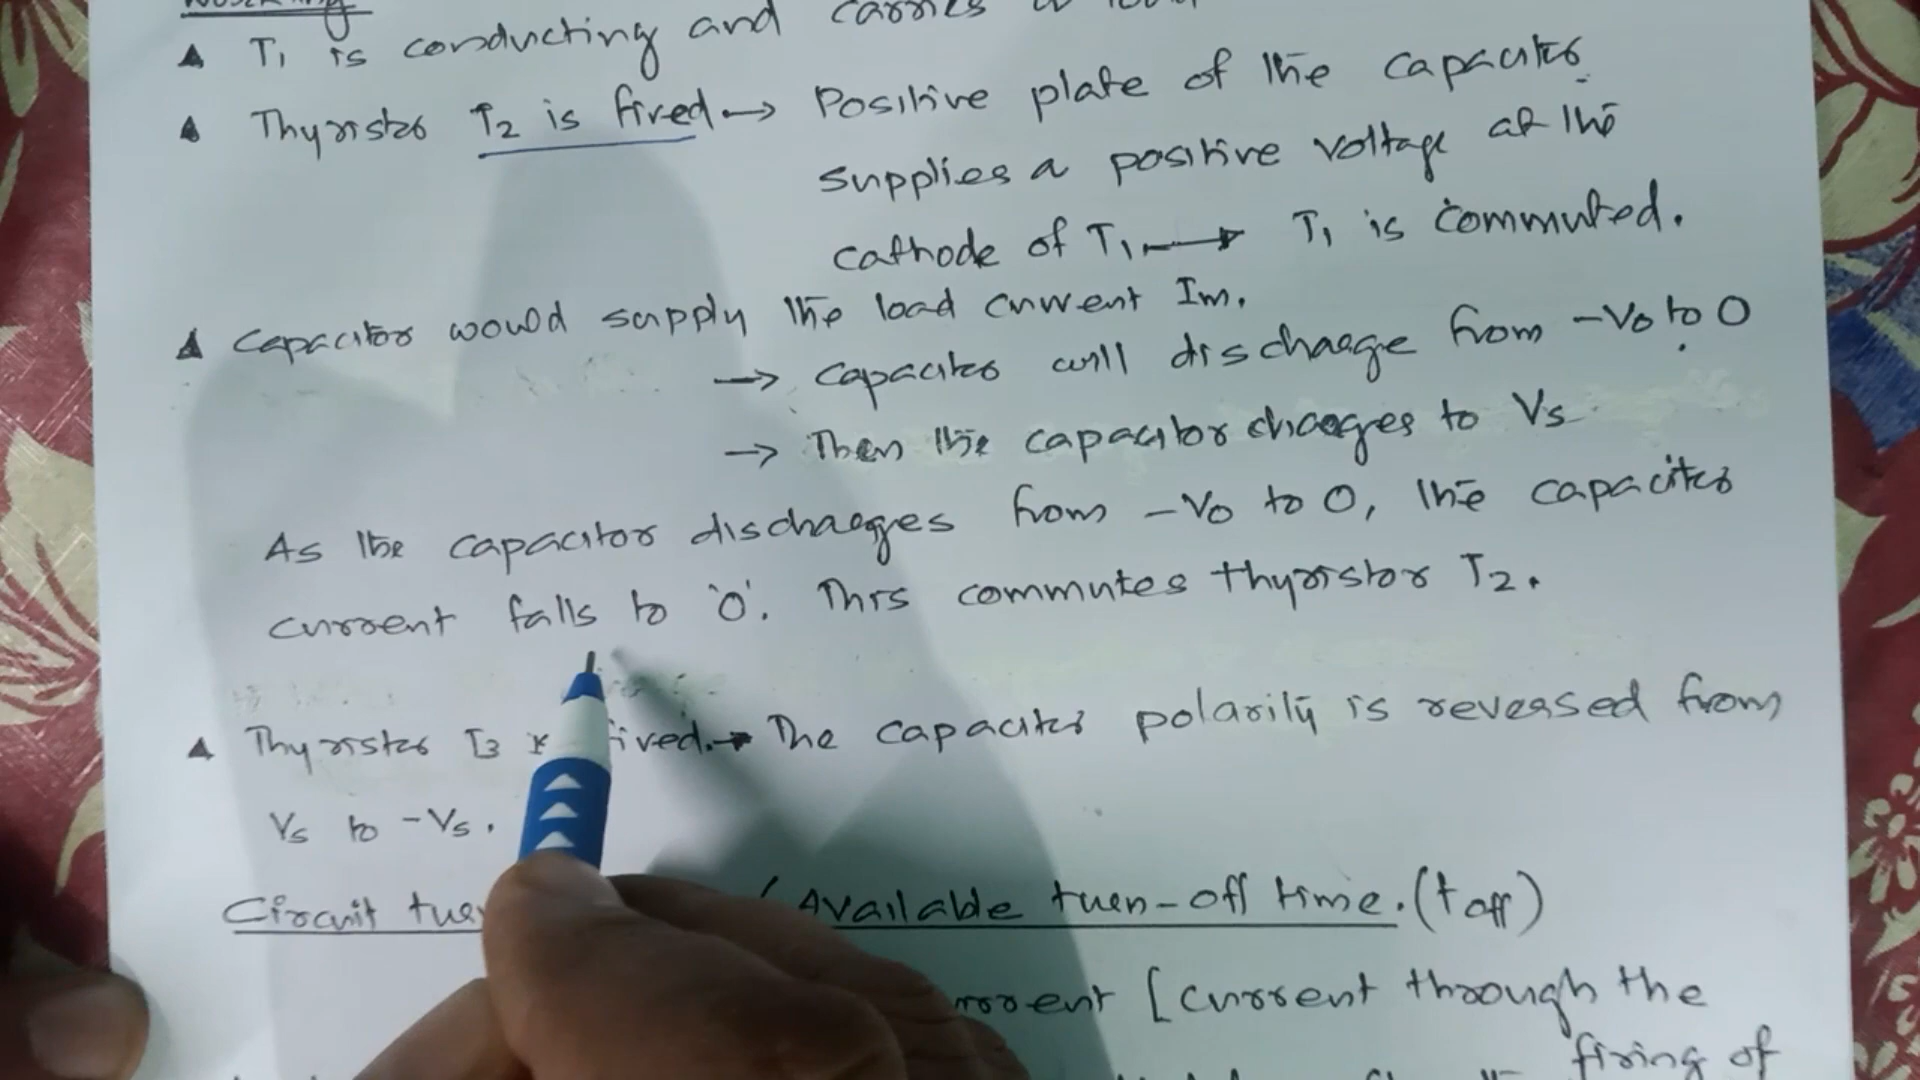 Working
▲ T1 is conducting and carries a load
▲ Thyristor T2 is fired → Positive plate of the capacitor
supplies a positive voltage at the
cathode of T1 → T1 is commuted.
▲ Capacitor would supply the load current Im.
→ Capacitor will discharge from -Vo to 0
→ Then the capacitor charges to Vs
As the capacitor discharges from -Vo to 0, the capacitor
current falls to '0'. This commutes thyristor T2.
▲ Thyristor T3 fired. → The capacitor polarity is reversed from
Vs to -Vs.
Circuit / Available turn-off time. (toff)
[current through the
firing of